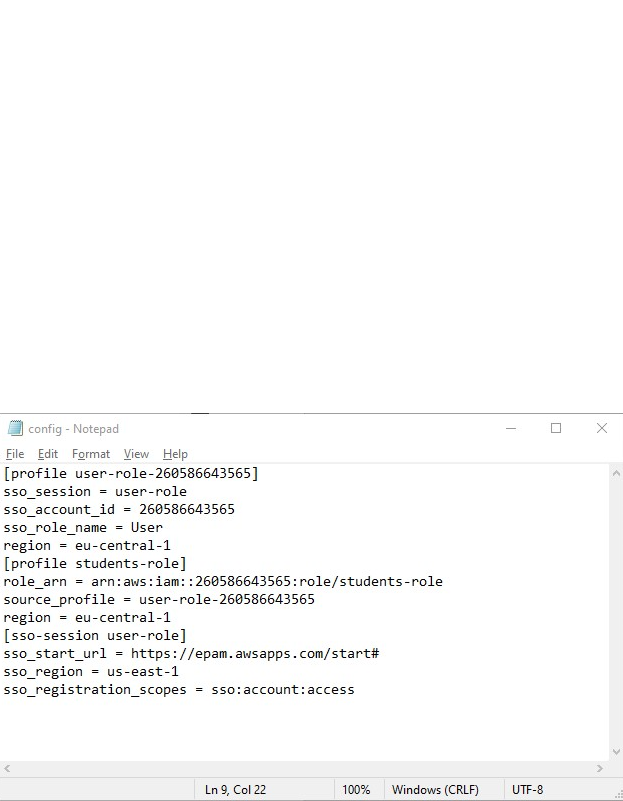 config - Notepad
File Edit Format View Help
[profile user-role-260586643565]
sso_session = user-role
sso_account_id = 260586643565
sso_role_name = User
region = eu-central-1
[profile students-role]
role_arn = arn:aws:iam::260586643565:role/students-role
source_profile = user-role-260586643565
region = eu-central-1
[sso-session user-role]
sso_start_url = https://epam.awsapps.com/start#
sso_region = us-east-1
sso_registration_scopes = sso:account:access
Ln 9, Col 22 100% Windows (CRLF) UTF-8